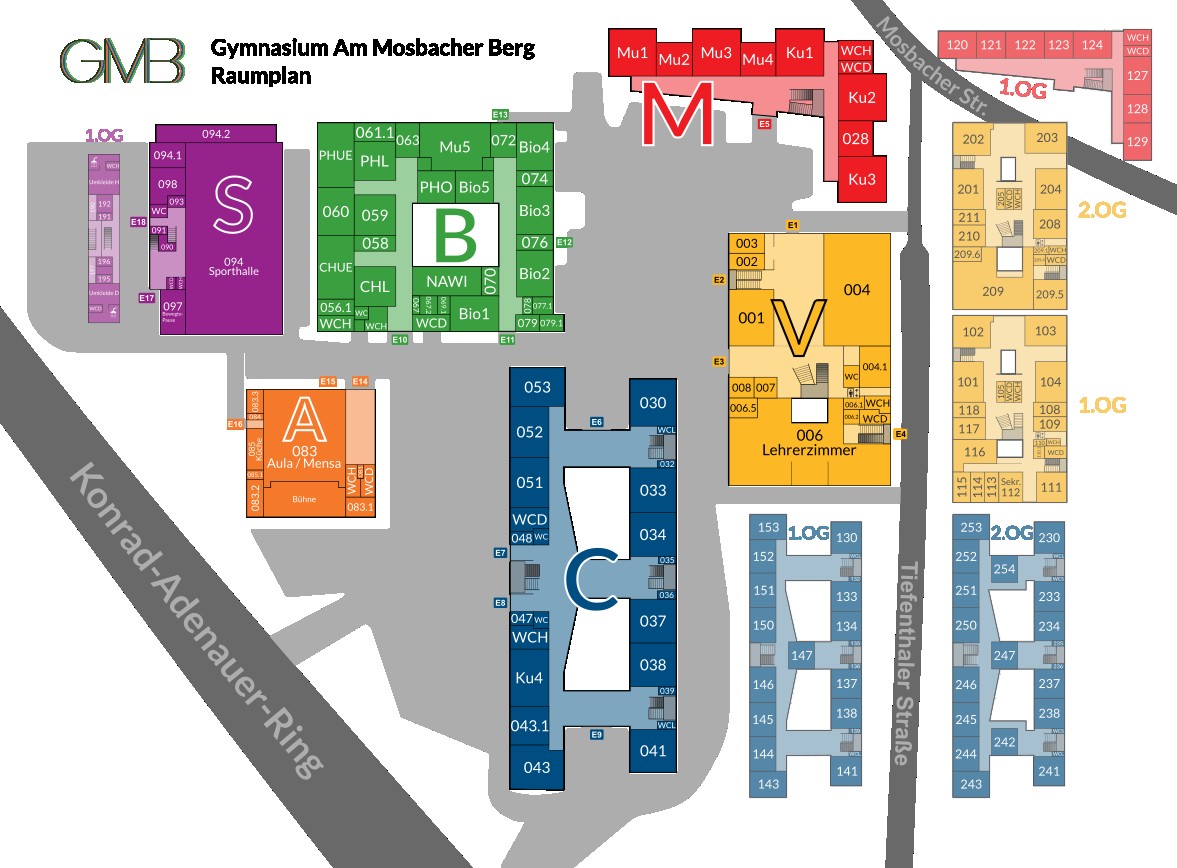 GMB
Gymnasium Am Mosbacher Berg
Raumplan
Mosbacher Str.
Konrad-Adenauer-Ring
Tiefenthaler Straße
M
Mu1
Mu2
Mu3
Mu4
Ku1
WCH
WCD
Ku2
028
Ku3
E5
1.OG
120
121
122
123
124
WCH
WCD
127
128
129
S
094
Sporthalle
094.2
094.1
098
093
WC
091
090
097
E18
E17
1.OG
WCH
Umkleide H
192
191
196
195
Umkleide D
WCD
B
E13
061.1
063
Mu5
072
Bio4
PHUE
PHL
PHO
Bio5
074
060
059
Bio3
058
076
E12
CHUE
CHL
NAWI
070
Bio2
056.1
WC
067
067.2
069.1
Bio1
078
077.1
WCH
WCH
WCD
079
079.1
E10
E11
A
083
Aula / Mensa
Bühne
E15
E14
E16
083.3
084
085
Küche
085.1
083.2
WCH
081
WCD
083.1
V
E1
003
002
E2
004
001
E3
008
007
WC
004.1
006.5
006.1
WCH
006.2
WCD
006
Lehrerzimmer
E4
2.OG
202
203
201
205
WCD
WCH
204
211
210
208
209.6
209.1
WCH
WCD
209
209.5
1.OG
102
103
101
105
WCD
WCH
104
118
108
117
109
110
WCH
WCD
116
115
114
113
Sekr.
112
111
C
053
030
E6
052
WCL
032
051
033
WCD
034
048
WC
E7
035
036
E8
047
WC
WCH
037
Ku4
038
039
043.1
WCL
E9
041
043
1.OG
153
130
152
151
133
150
134
147
146
137
145
138
144
143
141
2.OG
253
230
252
254
251
233
250
234
247
246
237
245
238
242
244
243
241